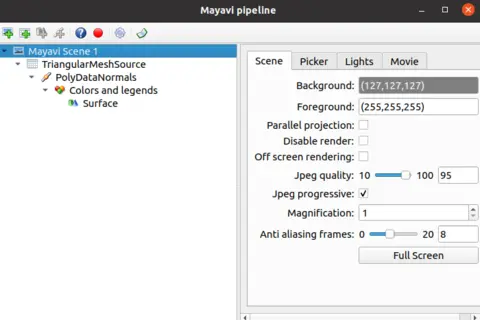 Mayavi pipeline
Mayavi Scene 1
TriangularMeshSource
PolyDataNormals
Colors and legends
Surface
Scene Picker Lights Movie
Background: (127,127,127)
Foreground: (255,255,255)
Parallel projection:
Disable render:
Off screen rendering:
Jpeg quality: 10 100 95
Jpeg progressive:
Magnification: 1
Anti aliasing frames: 0 20 8
Full Screen